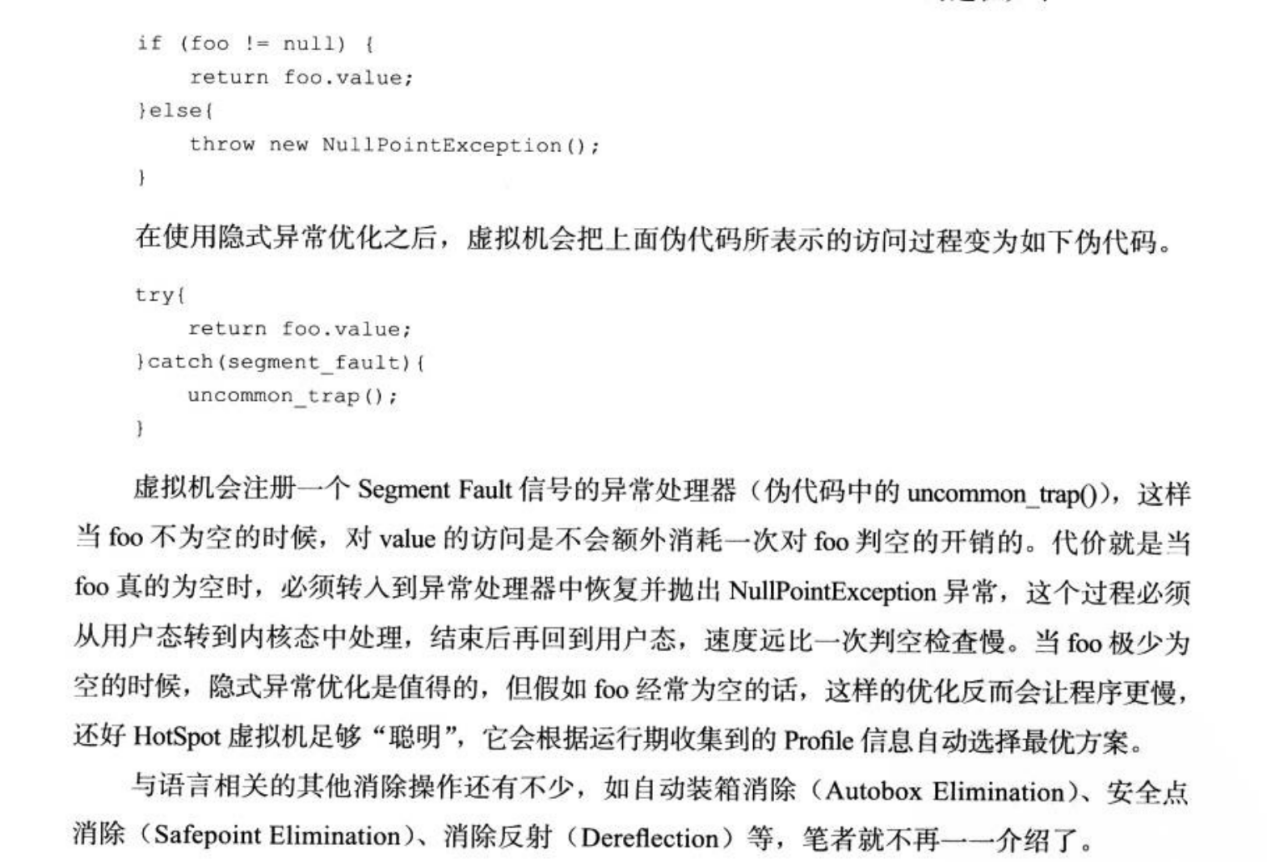 if (foo != null) {
    return foo.value;
}else{
    throw new NullPointException();
}
在使用隐式异常优化之后，虚拟机会把上面伪代码所表示的访问过程变为如下伪代码。
try{
    return foo.value;
}catch(segment_fault){
    uncommon_trap();
}
虚拟机会注册一个 Segment Fault 信号的异常处理器（伪代码中的 uncommon_trap()），这样
当 foo 不为空的时候，对 value 的访问是不会额外消耗一次对 foo 判空的开销的。代价就是当
foo 真的为空时，必须转入到异常处理器中恢复并抛出 NullPointException 异常，这个过程必须
从用户态转到内核态中处理，结束后再回到用户态，速度远比一次判空检查慢。当 foo 极少为
空的时候，隐式异常优化是值得的，但假如 foo 经常为空的话，这样的优化反而会让程序更慢，
还好 HotSpot 虚拟机足够“聪明”，它会根据运行期收集到的 Profile 信息自动选择最优方案。
与语言相关的其他消除操作还有不少，如自动装箱消除（Autobox Elimination）、安全点
消除（Safepoint Elimination）、消除反射（Dereflection）等，笔者就不再一一介绍了。